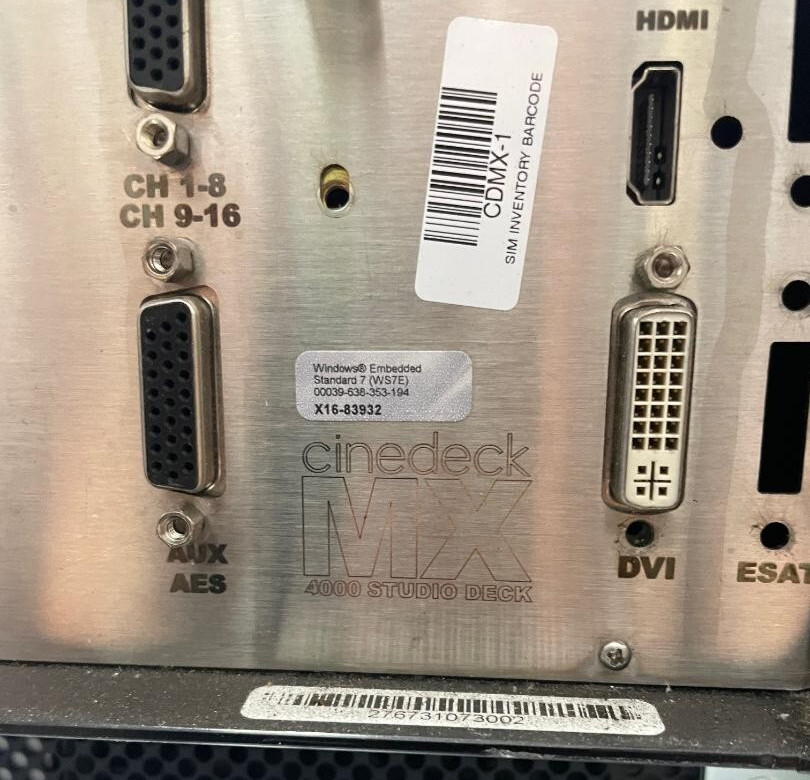 HDMI
CH 1-8
CH 9-16
CDMX-1
SIM INVENTORY BARCODE
Windows® Embedded
Standard 7 (WS7E)
00039-638-353-194
X16-83932
cinedeck
MX
4000 STUDIO DECK
AUX
AES
DVI
ESAT
276731073002